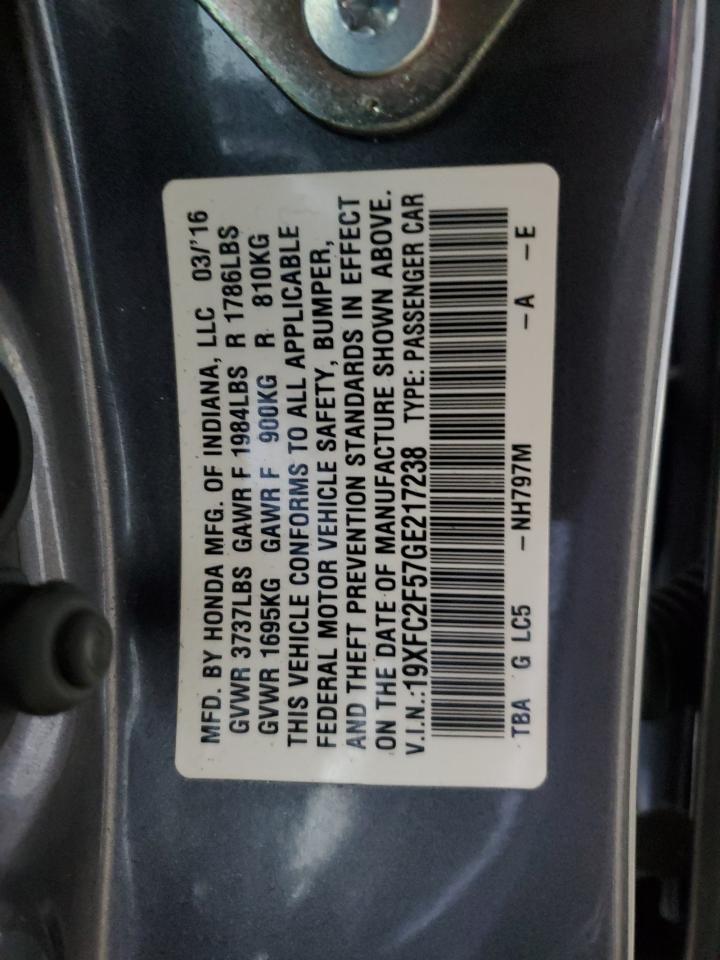 MFD. BY HONDA MFG. OF INDIANA, LLC 03/'16
GVWR 3737LBS GAWR F 1984LBS R 1786LBS
GVWR 1695KG GAWR F 900KG R 810KG
THIS VEHICLE CONFORMS TO ALL APPLICABLE
FEDERAL MOTOR VEHICLE SAFETY, BUMPER,
AND THEFT PREVENTION STANDARDS IN EFFECT
ON THE DATE OF MANUFACTURE SHOWN ABOVE.
V.I.N.:19XFC2F57GE217238 TYPE: PASSENGER CAR
TBA G LC5 -NH797M -A -E